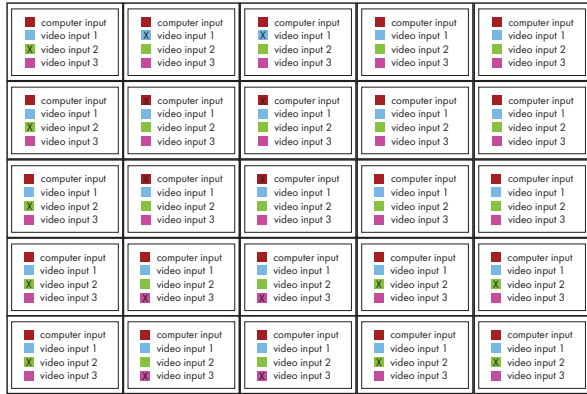 computer input
video input 1
X video input 2
video input 3
computer input
X video input 1
video input 2
video input 3
computer input
X video input 1
video input 2
video input 3
computer input
video input 1
video input 2
video input 3
computer input
video input 1
video input 2
video input 3
computer input
video input 1
X video input 2
video input 3
X computer input
video input 1
video input 2
video input 3
X computer input
video input 1
video input 2
video input 3
computer input
video input 1
video input 2
video input 3
computer input
video input 1
video input 2
video input 3
computer input
video input 1
X video input 2
video input 3
X computer input
video input 1
video input 2
video input 3
X computer input
video input 1
video input 2
video input 3
computer input
video input 1
video input 2
video input 3
computer input
video input 1
video input 2
video input 3
computer input
video input 1
X video input 2
video input 3
computer input
video input 1
video input 2
X video input 3
computer input
video input 1
video input 2
X video input 3
computer input
video input 1
X video input 2
video input 3
computer input
video input 1
X video input 2
video input 3
computer input
video input 1
X video input 2
video input 3
computer input
video input 1
video input 2
X video input 3
computer input
video input 1
video input 2
X video input 3
computer input
video input 1
X video input 2
video input 3
computer input
video input 1
X video input 2
video input 3